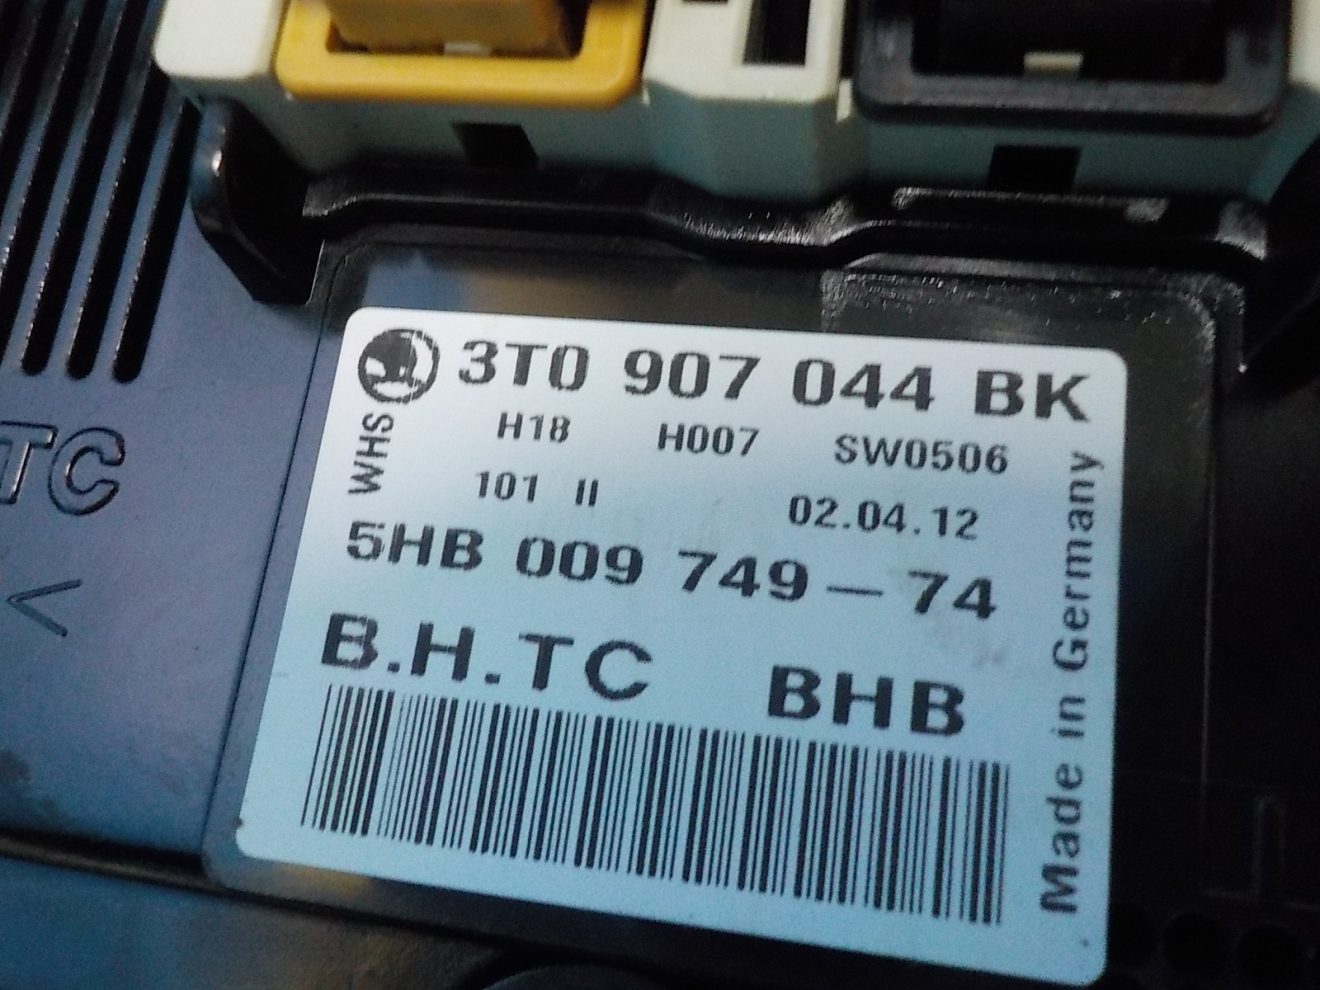 3T0 907 044 BK
H18 H007 SW0506
101 II 02.04.12
5HB 009 749-74
B.H.TC BHB
WHS
Made in Germany
TC
<